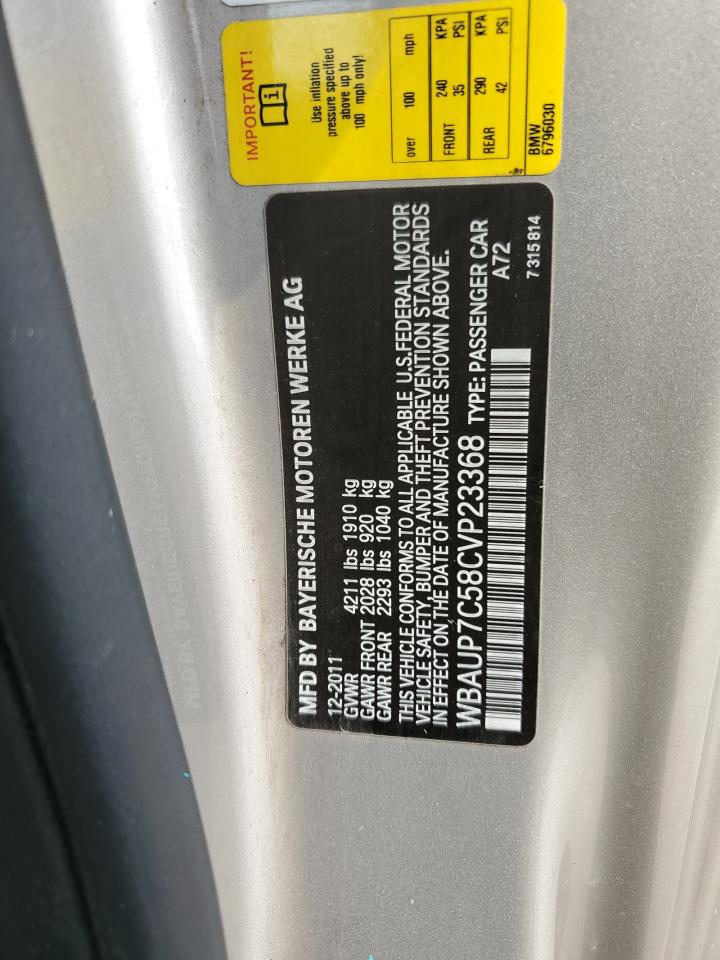 MFD BY BAYERISCHE MOTOREN WERKE AG
12-2011
GVWR 4211 lbs 1910 kg
GAWR FRONT 2028 lbs 920 kg
GAWR REAR 2293 lbs 1040 kg
THIS VEHICLE CONFORMS TO ALL APPLICABLE U.S. FEDERAL MOTOR
VEHICLE SAFETY, BUMPER AND THEFT PREVENTION STANDARDS
IN EFFECT ON THE DATE OF MANUFACTURE SHOWN ABOVE.
WBAUP7C58CVP23368 TYPE: PASSENGER CAR
A72
7 315 814
IMPORTANT!
Use inflation
pressure specified
above up to
100 mph only!
over 100 mph
FRONT 240 KPA
35 PSI
REAR 290 KPA
42 PSI
BMW
6796030